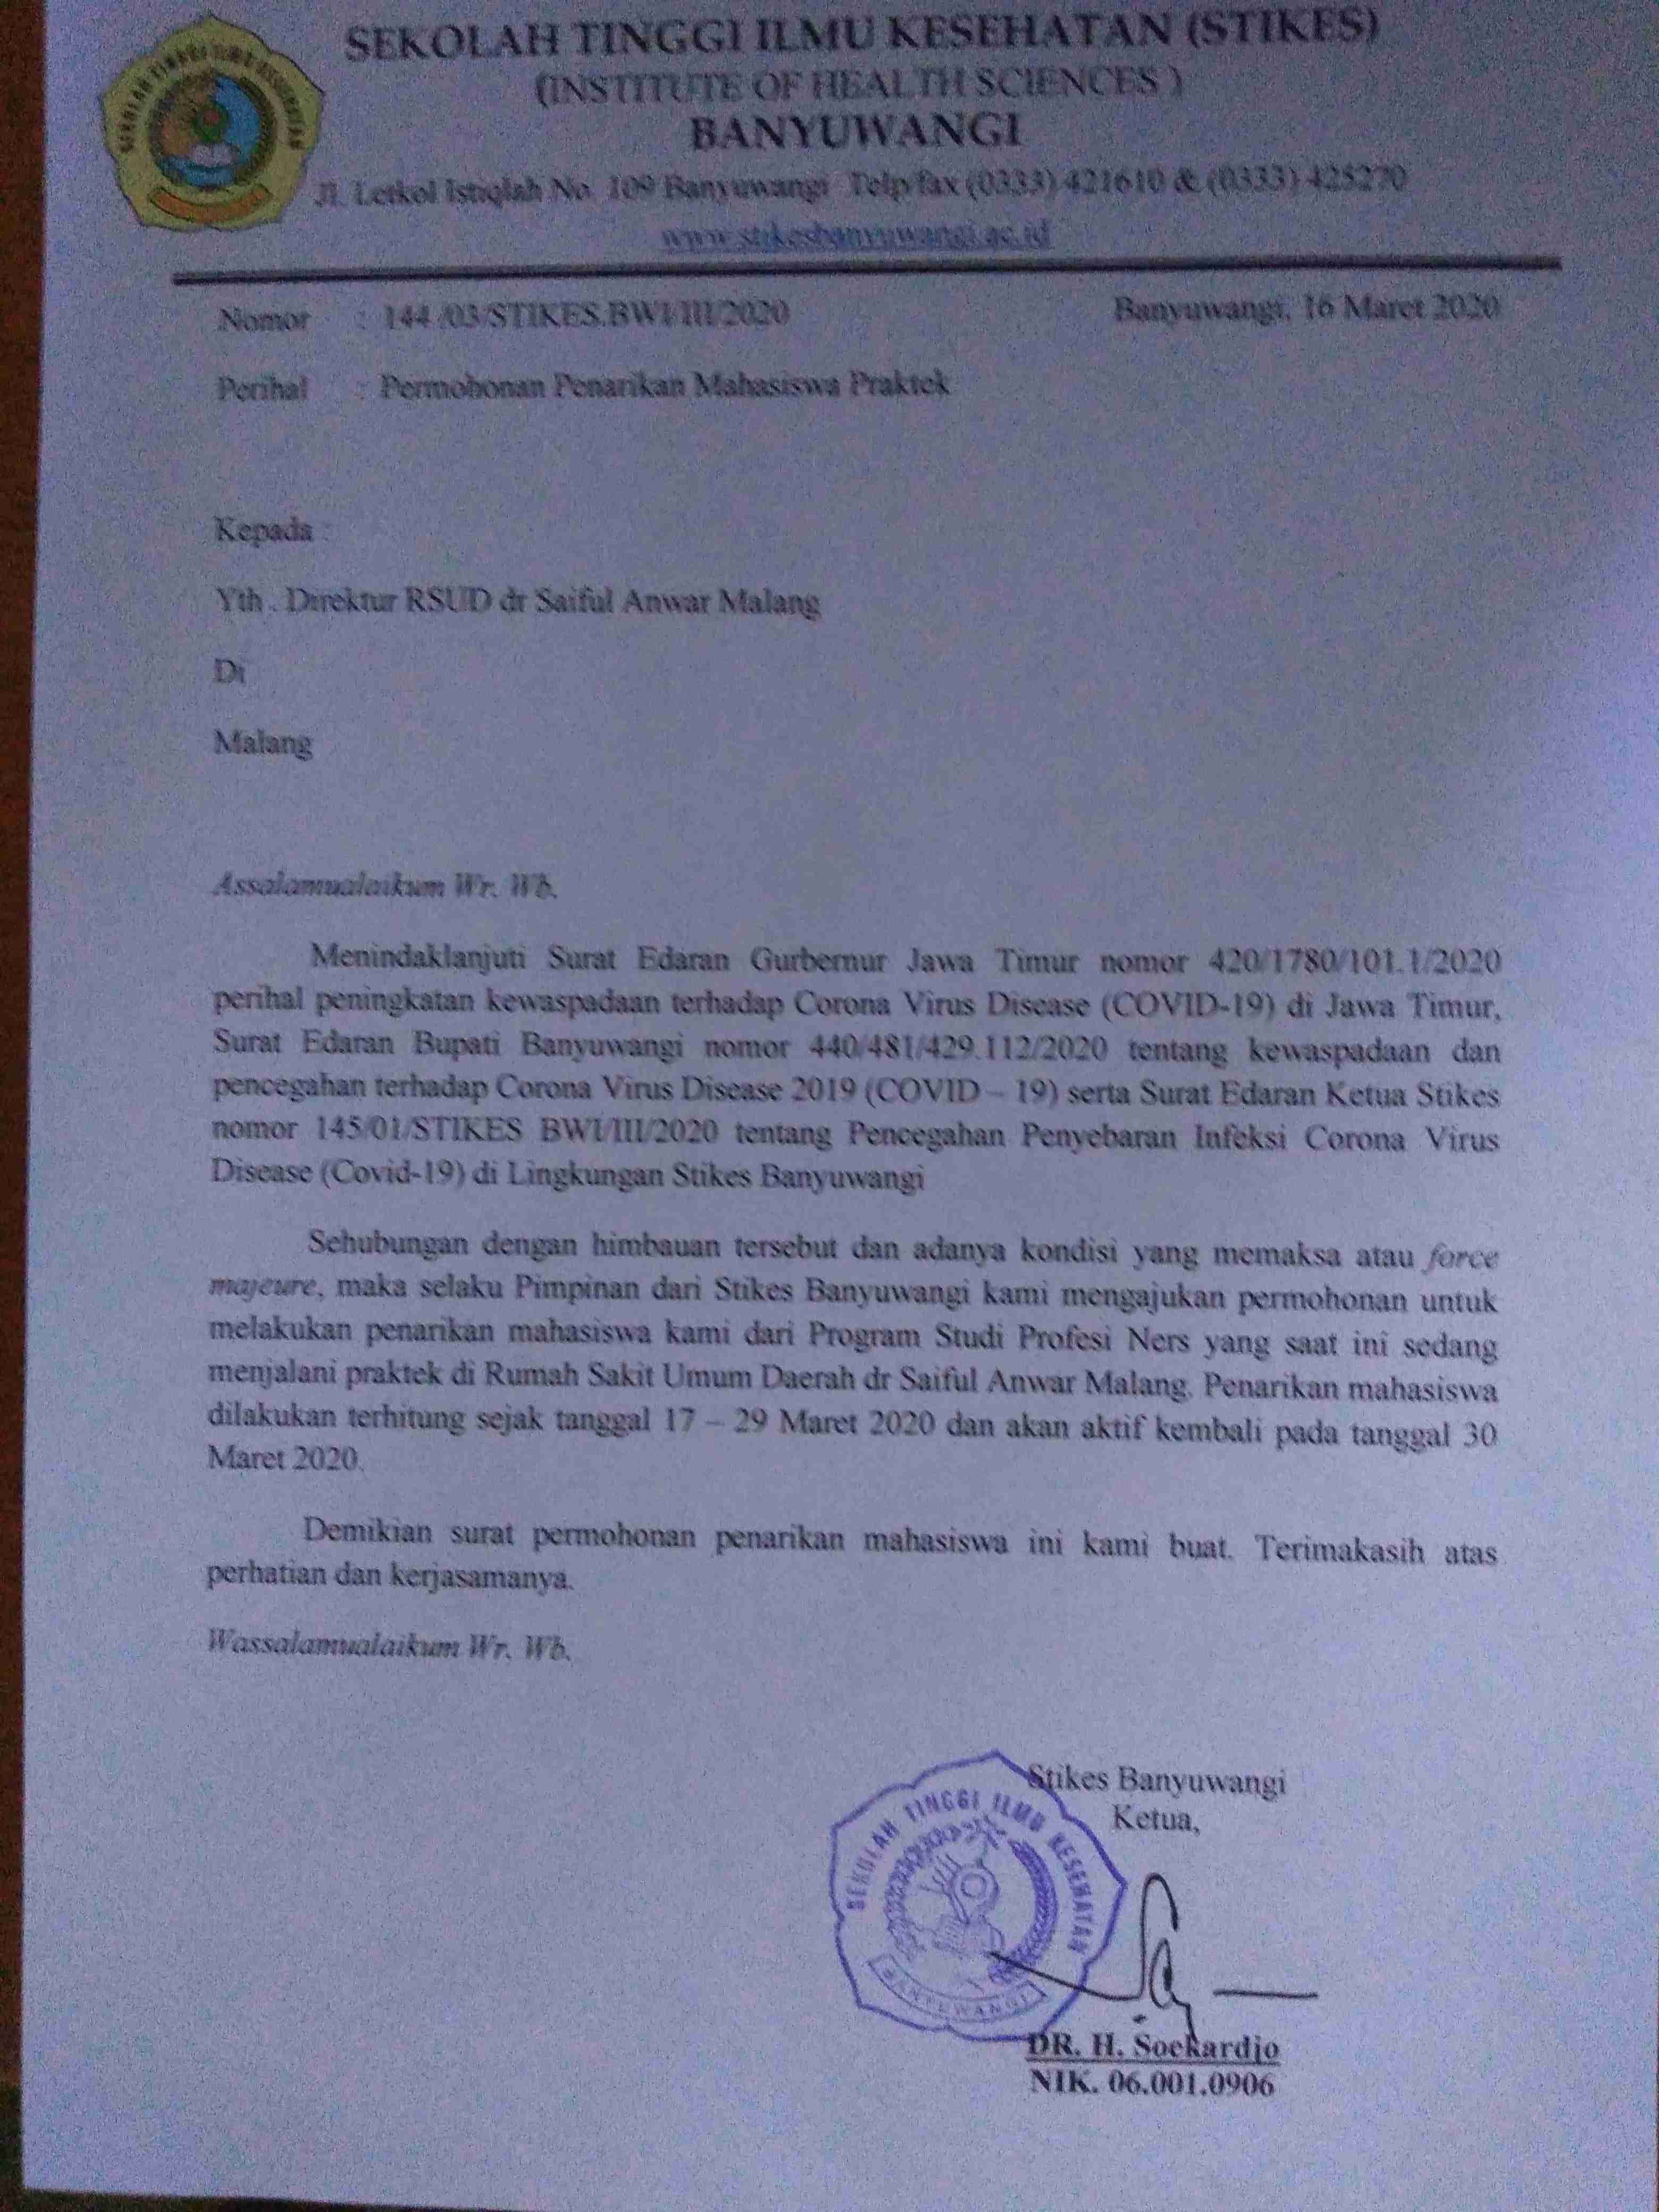 SEKOLAH TINGGI ILMU KESEHATAN (STIKES)
(INSTITUTE OF HEALTH SCIENCES )
BANYUWANGI
Jl. Letkol Istiqlah No. 109 Banyuwangi Telp/fax (0333) 421610 & (0333) 425270
www.stikesbanyuwangi.ac.id
Nomor : 144 /03/STIKES.BWI/III/2020 Banyuwangi, 16 Maret 2020
Perihal : Permohonan Penarikan Mahasiswa Praktek
Kepada :
Yth . Direktur RSUD dr Saiful Anwar Malang
Di
Malang
Assalamualaikum Wr. Wb.
Menindaklanjuti Surat Edaran Gurbernur Jawa Timur nomor 420/1780/101.1/2020
perihal peningkatan kewaspadaan terhadap Corona Virus Disease (COVID-19) di Jawa Timur,
Surat Edaran Bupati Banyuwangi nomor 440/481/429.112/2020 tentang kewaspadaan dan
pencegahan terhadap Corona Virus Disease 2019 (COVID – 19) serta Surat Edaran Ketua Stikes
nomor 145/01/STIKES BWI/III/2020 tentang Pencegahan Penyebaran Infeksi Corona Virus
Disease (Covid-19) di Lingkungan Stikes Banyuwangi
Sehubungan dengan himbauan tersebut dan adanya kondisi yang memaksa atau force
majeure, maka selaku Pimpinan dari Stikes Banyuwangi kami mengajukan permohonan untuk
melakukan penarikan mahasiswa kami dari Program Studi Profesi Ners yang saat ini sedang
menjalani praktek di Rumah Sakit Umum Daerah dr Saiful Anwar Malang. Penarikan mahasiswa
dilakukan terhitung sejak tanggal 17 – 29 Maret 2020 dan akan aktif kembali pada tanggal 30
Maret 2020.
Demikian surat permohonan penarikan mahasiswa ini kami buat. Terimakasih atas
perhatian dan kerjasamanya.
Wassalamualaikum Wr. Wb.
Stikes Banyuwangi
Ketua,
SEKOLAH TINGGI ILMU KESEHATAN
BANYUWANGI
DR. H. Soekardjo
NIK. 06.001.0906